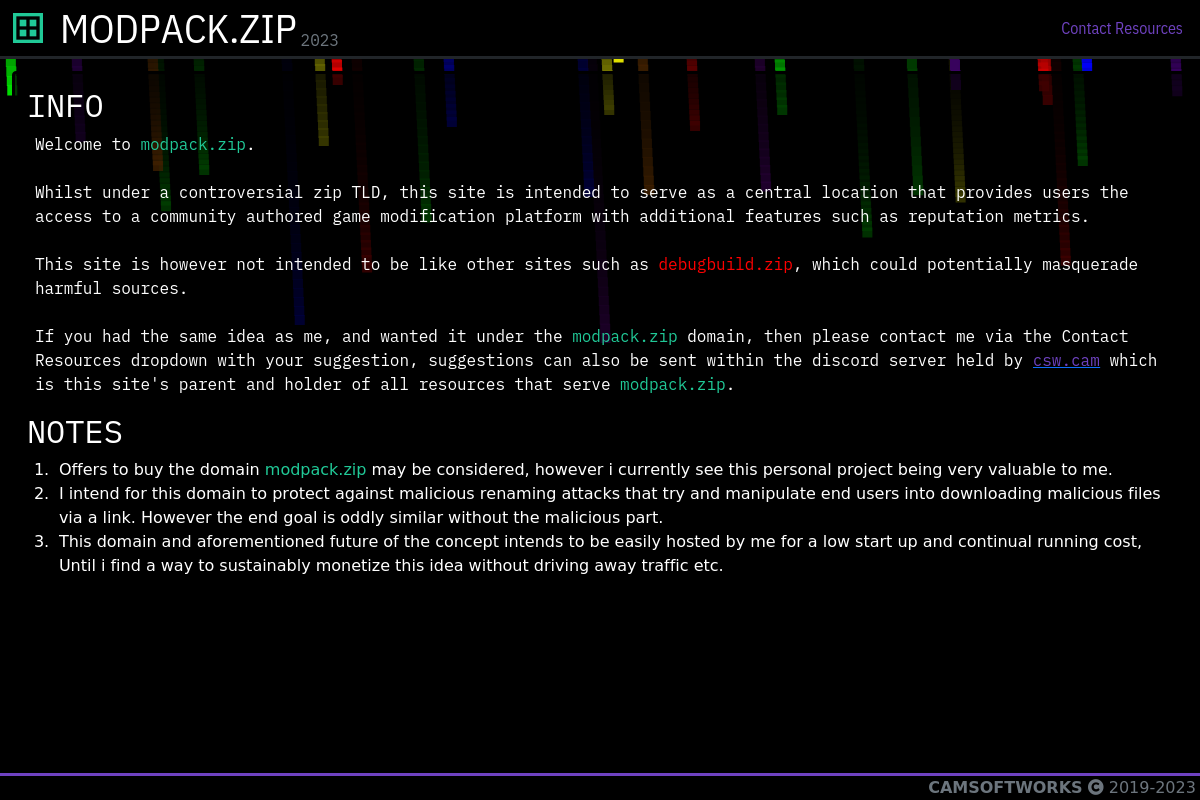 MODPACK.ZIP 2023
Contact Resources
INFO
Welcome to modpack.zip.
Whilst under a controversial zip TLD, this site is intended to serve as a central location that provides users the
access to a community authored game modification platform with additional features such as reputation metrics.
This site is however not intended to be like other sites such as debugbuild.zip, which could potentially masquerade
harmful sources.
If you had the same idea as me, and wanted it under the modpack.zip domain, then please contact me via the Contact
Resources dropdown with your suggestion, suggestions can also be sent within the discord server held by csw.cam which
is this site's parent and holder of all resources that serve modpack.zip.
NOTES
1. Offers to buy the domain modpack.zip may be considered, however i currently see this personal project being very valuable to me.
2. I intend for this domain to protect against malicious renaming attacks that try and manipulate end users into downloading malicious files
via a link. However the end goal is oddly similar without the malicious part.
3. This domain and aforementioned future of the concept intends to be easily hosted by me for a low start up and continual running cost,
Until i find a way to sustainably monetize this idea without driving away traffic etc.
CAMSOFTWORKS © 2019-2023